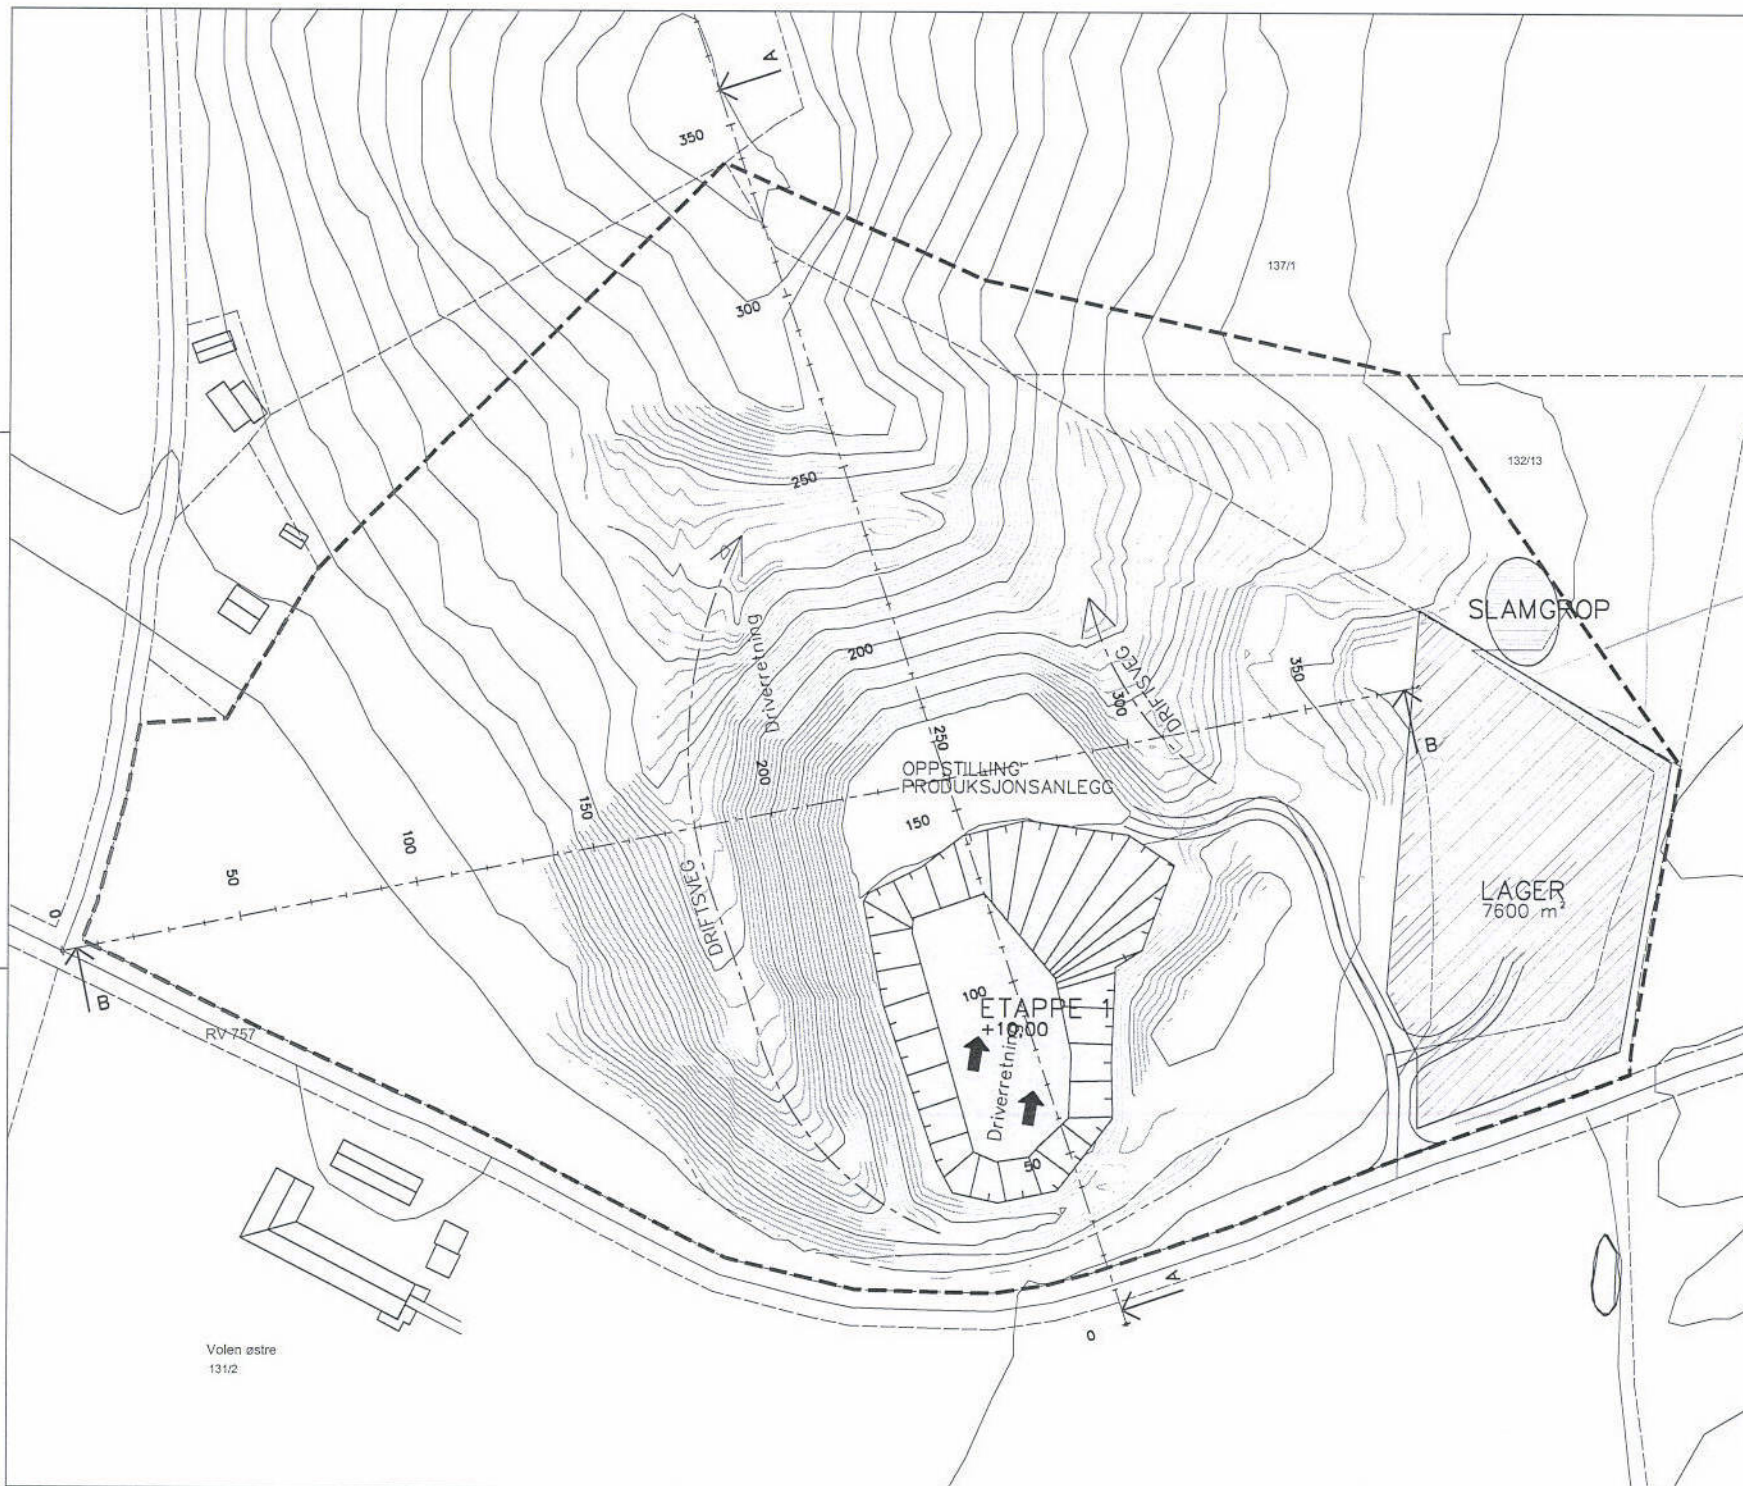 A
350
137/1
300
132/13
250
SLAMGROP
Driverretning
200
DRIFTSVEG
350
300
B
250
OPPSTILLING
PRODUKSJONSANLEGG
200
150
150
100
50
0
DRIFTSVEG
LAGER
7600 m²
B
RV 757
100
ETAPPE 1
+10,00
Driverretning
50
A
0
Volen østre
131/2